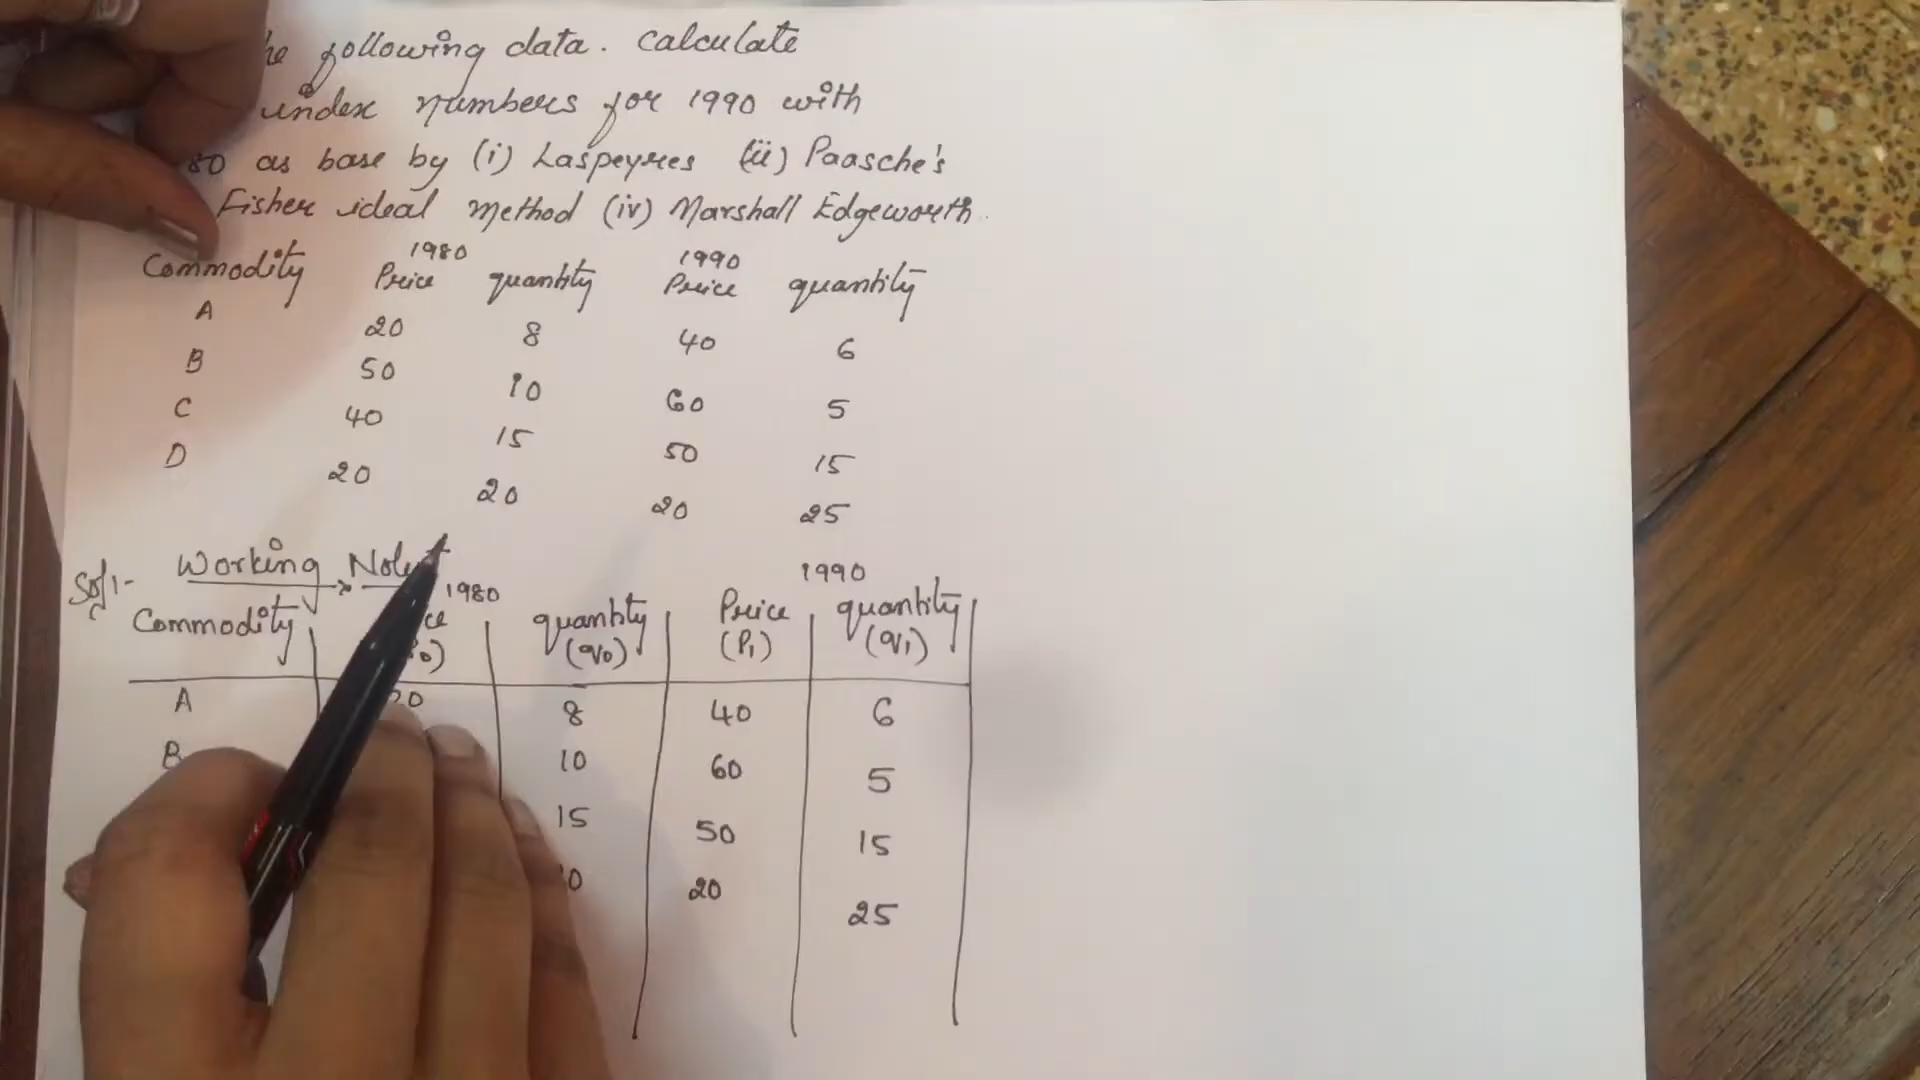 following data. Calculate
index numbers for 1990 with
80 as base by (i) Laspeyres (ii) Paasche's
Fisher ideal method (iv) Marshall Edgeworth.
1980 1990
Commodity Price quantity Price quantity
A 20 8 40 6
B 50 10 60 5
C 40 15 50 15
D 20 20 20 25
Sol:- Working
1980 1990
Commodity quantity (q0) Price (P1) quantity (q1)
A 20 8 40 6
B 10 60 5
15 50 15
0 20 25